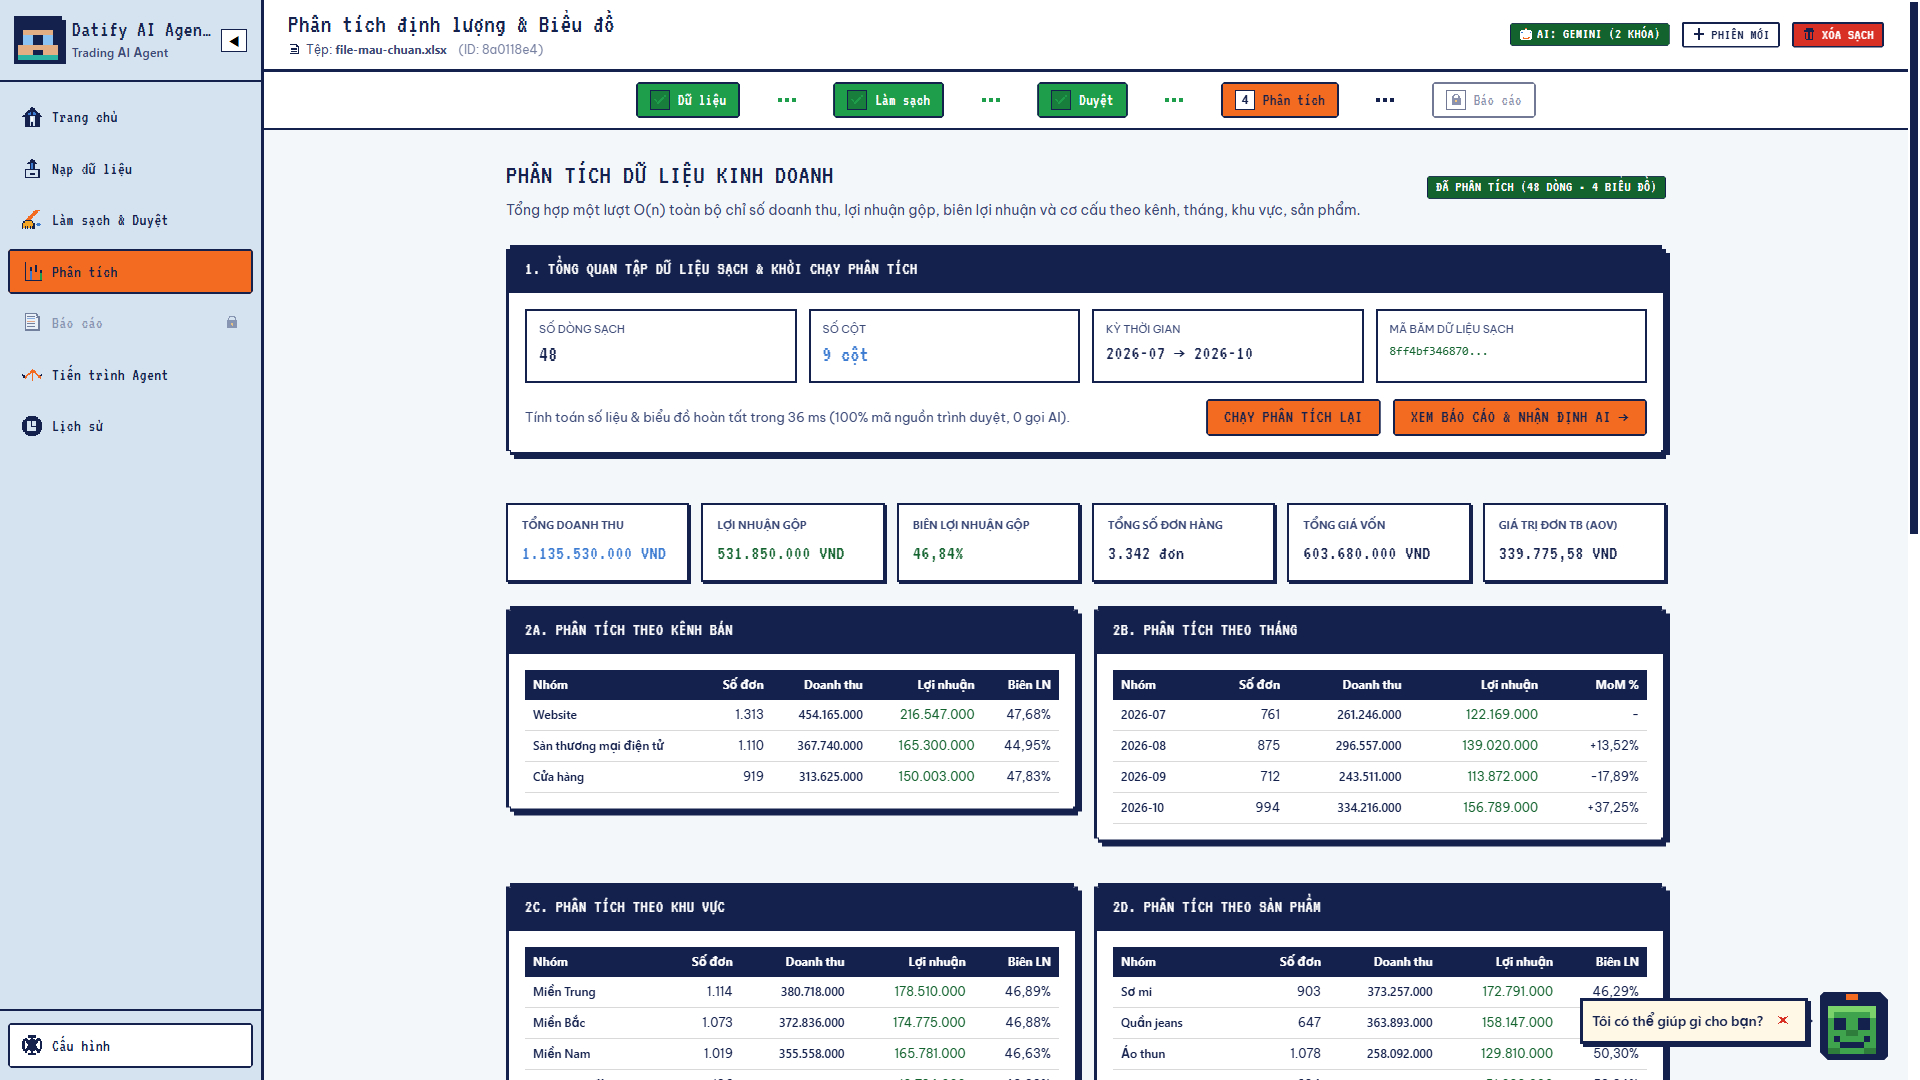 Datify AI Agen…
Trading AI Agent
Trang chủ
Nạp dữ liệu
Làm sạch & Duyệt
Phân tích
Báo cáo
Tiến trình Agent
Lịch sử
Cấu hình
Phân tích định lượng & Biểu đồ
Tệp: file-mau-chuan.xlsx (ID: 8a0118e4)
AI: GEMINI (2 KHÓA)
PHIÊN MỚI
XÓA SẠCH
Dữ liệu
Làm sạch
Duyệt
4 Phân tích
Báo cáo
PHÂN TÍCH DỮ LIỆU KINH DOANH
Tổng hợp một lượt O(n) toàn bộ chỉ số doanh thu, lợi nhuận gộp, biên lợi nhuận và cơ cấu theo kênh, tháng, khu vực, sản phẩm.
ĐÃ PHÂN TÍCH (48 DÒNG • 4 BIỂU ĐỒ)
1. TỔNG QUAN TẬP DỮ LIỆU SẠCH & KHỞI CHẠY PHÂN TÍCH
SỐ DÒNG SẠCH
48
SỐ CỘT
9 cột
KỲ THỜI GIAN
2026-07 → 2026-10
MÃ BĂM DỮ LIỆU SẠCH
8ff4bf346870...
Tính toán số liệu & biểu đồ hoàn tất trong 36 ms (100% mã nguồn trình duyệt, 0 gọi AI).
CHẠY PHÂN TÍCH LẠI
XEM BÁO CÁO & NHẬN ĐỊNH AI →
TỔNG DOANH THU
1.135.530.000 VND
LỢI NHUẬN GỘP
531.850.000 VND
BIÊN LỢI NHUẬN GỘP
46,84%
TỔNG SỐ ĐƠN HÀNG
3.342 đơn
TỔNG GIÁ VỐN
603.680.000 VND
GIÁ TRỊ ĐƠN TB (AOV)
339.775,58 VND
2A. PHÂN TÍCH THEO KÊNH BÁN
Nhóm Số đơn Doanh thu Lợi nhuận Biên LN
Website 1.313 454.165.000 216.547.000 47,68%
Sàn thương mại điện tử 1.110 367.740.000 165.300.000 44,95%
Cửa hàng 919 313.625.000 150.003.000 47,83%
2B. PHÂN TÍCH THEO THÁNG
Nhóm Số đơn Doanh thu Lợi nhuận MoM %
2026-07 761 261.246.000 122.169.000 -
2026-08 875 296.557.000 139.020.000 +13,52%
2026-09 712 243.511.000 113.872.000 -17,89%
2026-10 994 334.216.000 156.789.000 +37,25%
2C. PHÂN TÍCH THEO KHU VỰC
Nhóm Số đơn Doanh thu Lợi nhuận Biên LN
Miền Trung 1.114 380.718.000 178.510.000 46,89%
Miền Bắc 1.073 372.836.000 174.775.000 46,88%
Miền Nam 1.019 355.558.000 165.781.000 46,63%
2D. PHÂN TÍCH THEO SẢN PHẨM
Nhóm Số đơn Doanh thu Lợi nhuận Biên LN
Sơ mi 903 373.257.000 172.791.000 46,29%
Quần jeans 647 363.893.000 158.147.000
Áo thun 1.078 258.092.000 129.810.000 50,30%
Tôi có thể giúp gì cho bạn?